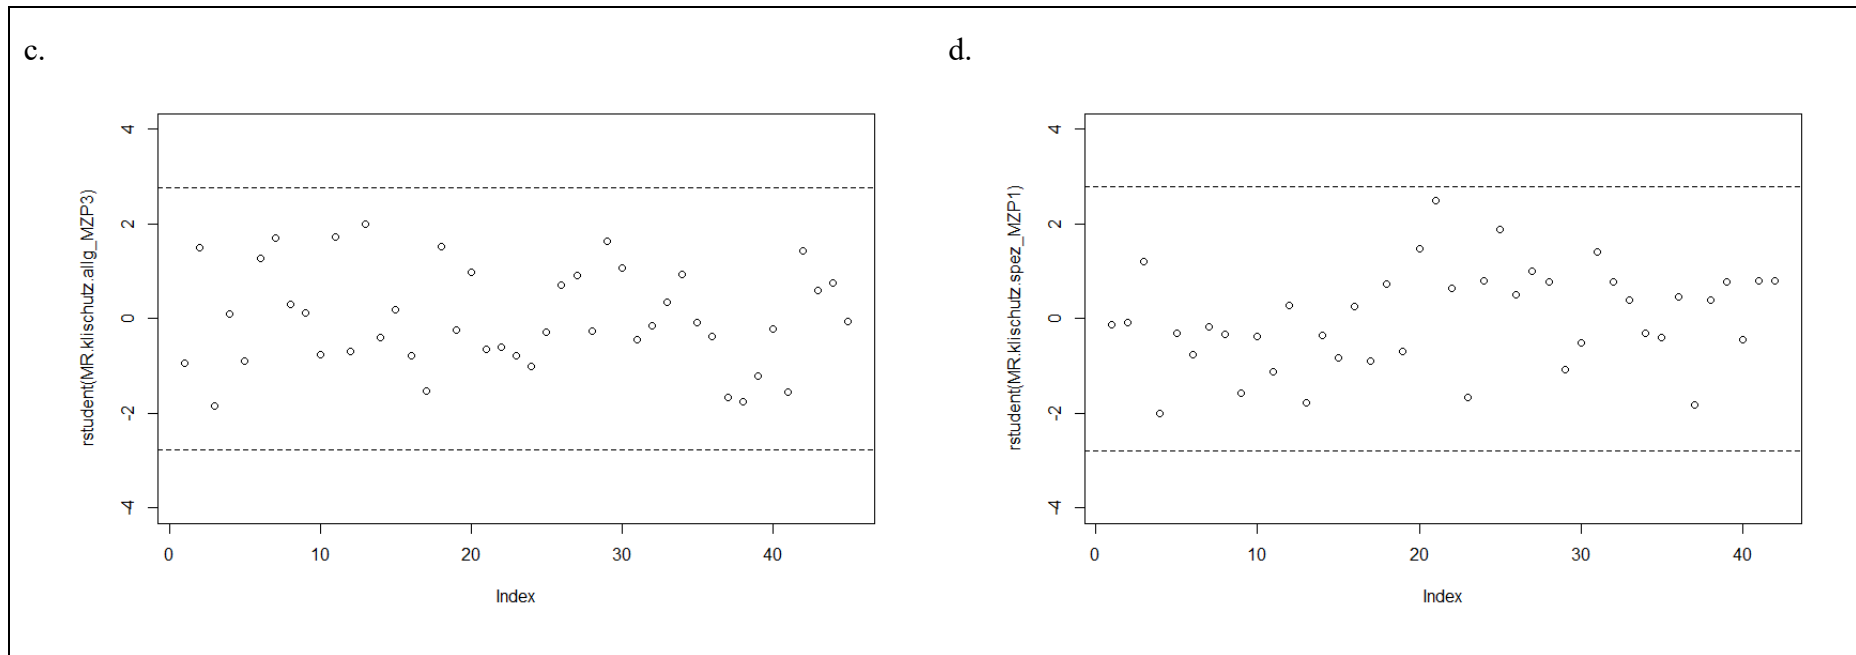 c.
d.
4
2
0
-2
-4
rstudent(MR.klischutz.allg_MZP3)
0 10 20 30 40
Index
4
2
0
-2
-4
rstudent(MR.klischutz.spez_MZP1)
0 10 20 30 40
Index